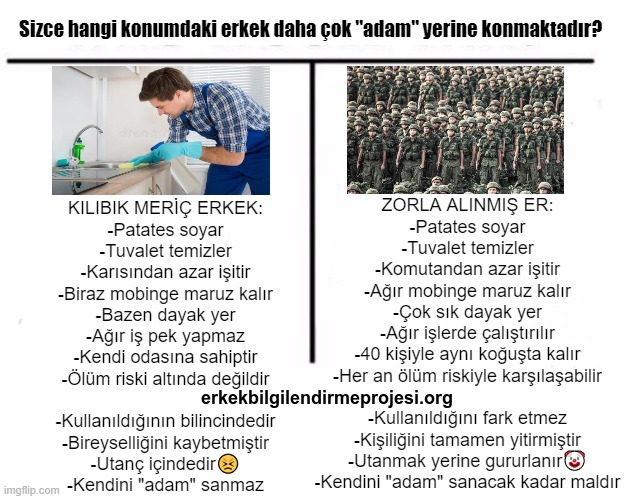 Sizce hangi konumdaki erkek daha çok "adam" yerine konmaktadır?
KILIBIK MERİÇ ERKEK:
-Patates soyar
-Tuvalet temizler
-Karısından azar işitir
-Biraz mobinge maruz kalır
-Bazen dayak yer
-Ağır iş pek yapmaz
-Kendi odasına sahiptir
-Ölüm riski altında değildir
ZORLA ALINMIŞ ER:
-Patates soyar
-Tuvalet temizler
-Komutandan azar işitir
-Ağır mobinge maruz kalır
-Çok sık dayak yer
-Ağır işlerde çalıştırılır
-40 kişiyle aynı koğuşta kalır
-Her an ölüm riskiyle karşılaşabilir
erkekbilgilendirmeprojesi.org
-Kullanıldığının bilincindedir
-Bireyselliğini kaybetmiştir
-Utanç içindedir😣
-Kendini "adam" sanmaz
-Kullanıldığını fark etmez
-Kişiliğini tamamen yitirmiştir
-Utanmak yerine gururlanır🤡
-Kendini "adam" sanacak kadar maldır
imgflip.com